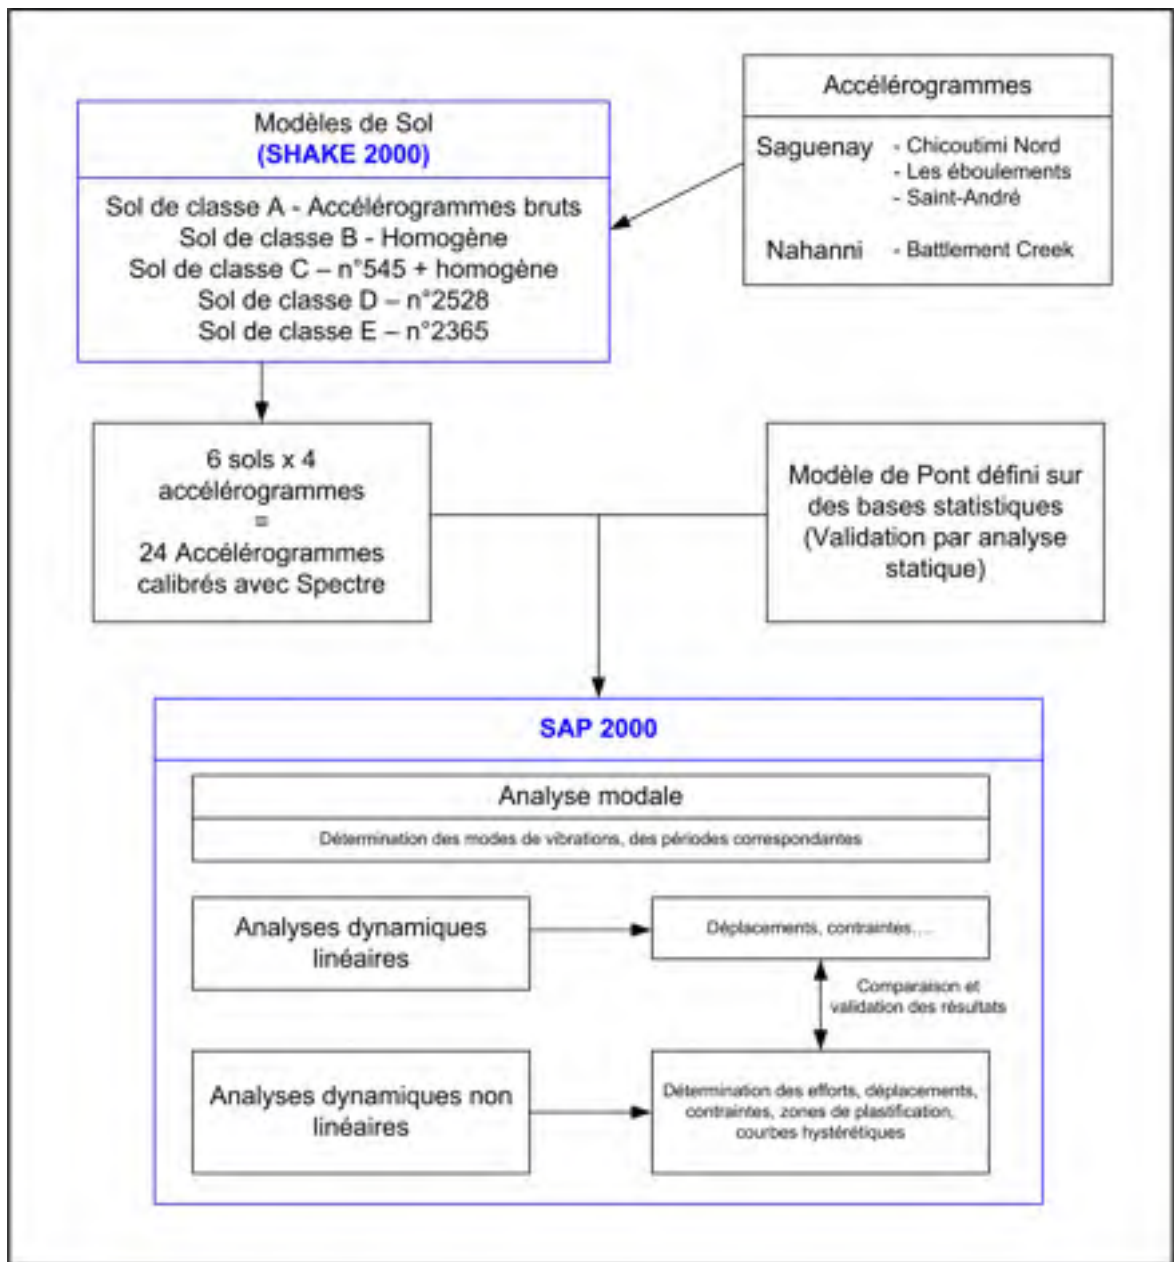 Accélérogrammes
Saguenay - Chicoutimi Nord
- Les éboulements
- Saint-André
Nahanni - Battlement Creek
Modèles de Sol
(SHAKE 2000)
Sol de classe A - Accélérogrammes bruts
Sol de classe B - Homogène
Sol de classe C – n°545 + homogène
Sol de classe D – n°2528
Sol de classe E – n°2365
6 sols x 4
accélérogrammes
=
24 Accélérogrammes
calibrés avec Spectre
Modèle de Pont défini sur
des bases statistiques
(Validation par analyse
statique)
SAP 2000
Analyse modale
Détermination des modes de vibrations, des périodes correspondantes
Analyses dynamiques
linéaires
Déplacements, contraintes....
Comparaison et
validation des résultats
Analyses dynamiques non
linéaires
Détermination des efforts, déplacements,
contraintes, zones de plastification,
courbes hystérétiques